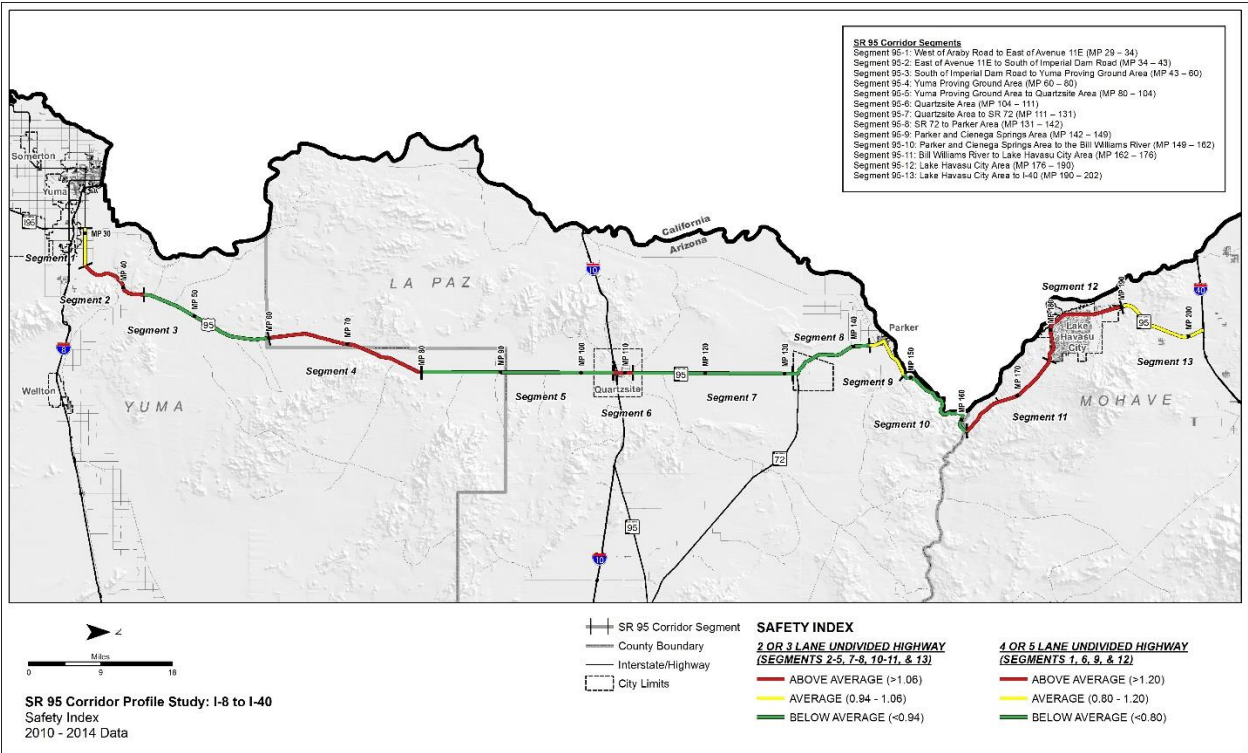 SR 95 Corridor Segments
Segment 95-1: West of Araby Road to East of Avenue 11E (MP 29 – 34)
Segment 95-2: East of Avenue 11E to South of Imperial Dam Road (MP 34 – 43)
Segment 95-3: South of Imperial Dam Road to Yuma Proving Ground Area (MP 43 – 60)
Segment 95-4: Yuma Proving Ground Area (MP 60 – 80)
Segment 95-5: Yuma Proving Ground Area to Quartzsite Area (MP 80 – 104)
Segment 95-6: Quartzsite Area (MP 104 – 111)
Segment 95-7: Quartzsite Area to SR 72 (MP 111 – 131)
Segment 95-8: SR 72 to Parker Area (MP 131 – 142)
Segment 95-9: Parker and Cienega Springs Area (MP 142 – 149)
Segment 95-10: Parker and Cienega Springs Area to the Bill Williams River (MP 149 – 162)
Segment 95-11: Bill Williams River to Lake Havasu City Area (MP 162 – 176)
Segment 95-12: Lake Havasu City Area (MP 176 – 190)
Segment 95-13: Lake Havasu City Area to I-40 (MP 190 – 202)
Somerton
Yuma
I95
MP 30
Segment 1
MP 40
Segment 2
MP 50
Segment 3
95
MP 60
LA PAZ
MP 70
Segment 4
MP 80
8
Wellton
YUMA
MP 90
Segment 5
MP 100
10
MP 110
Quartzsite
Segment 6
California
Arizona
MP 120
95
Segment 7
MP 130
Segment 8
MP 140
Parker
Segment 9
MP 150
Segment 10
MP 160
72
95
10
MP 170
Segment 11
Segment 12
MP 180
Lake
Havasu
City
MP 190
95
MP 200
40
Segment 13
MOHAVE
Z
Miles
0 9 18
SR 95 Corridor Profile Study: I-8 to I-40
Safety Index
2010 - 2014 Data
SR 95 Corridor Segment
County Boundary
Interstate/Highway
City Limits
SAFETY INDEX
2 OR 3 LANE UNDIVIDED HIGHWAY
(SEGMENTS 2-5, 7-8, 10-11, & 13)
ABOVE AVERAGE (>1.06)
AVERAGE (0.94 - 1.06)
BELOW AVERAGE (<0.94)
4 OR 5 LANE UNDIVIDED HIGHWAY
(SEGMENTS 1, 6, 9, & 12)
ABOVE AVERAGE (>1.20)
AVERAGE (0.80 - 1.20)
BELOW AVERAGE (<0.80)